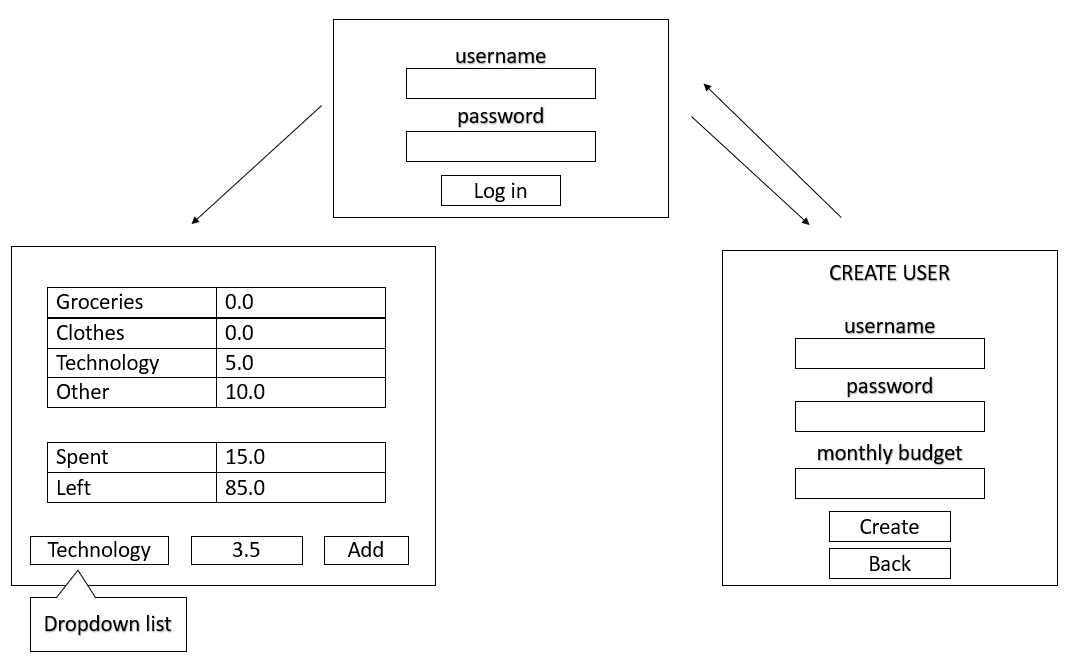 username
password
Log in
Groceries 0.0
Clothes 0.0
Technology 5.0
Other 10.0
Spent 15.0
Left 85.0
Technology 3.5 Add
Dropdown list
CREATE USER
username
password
monthly budget
Create
Back